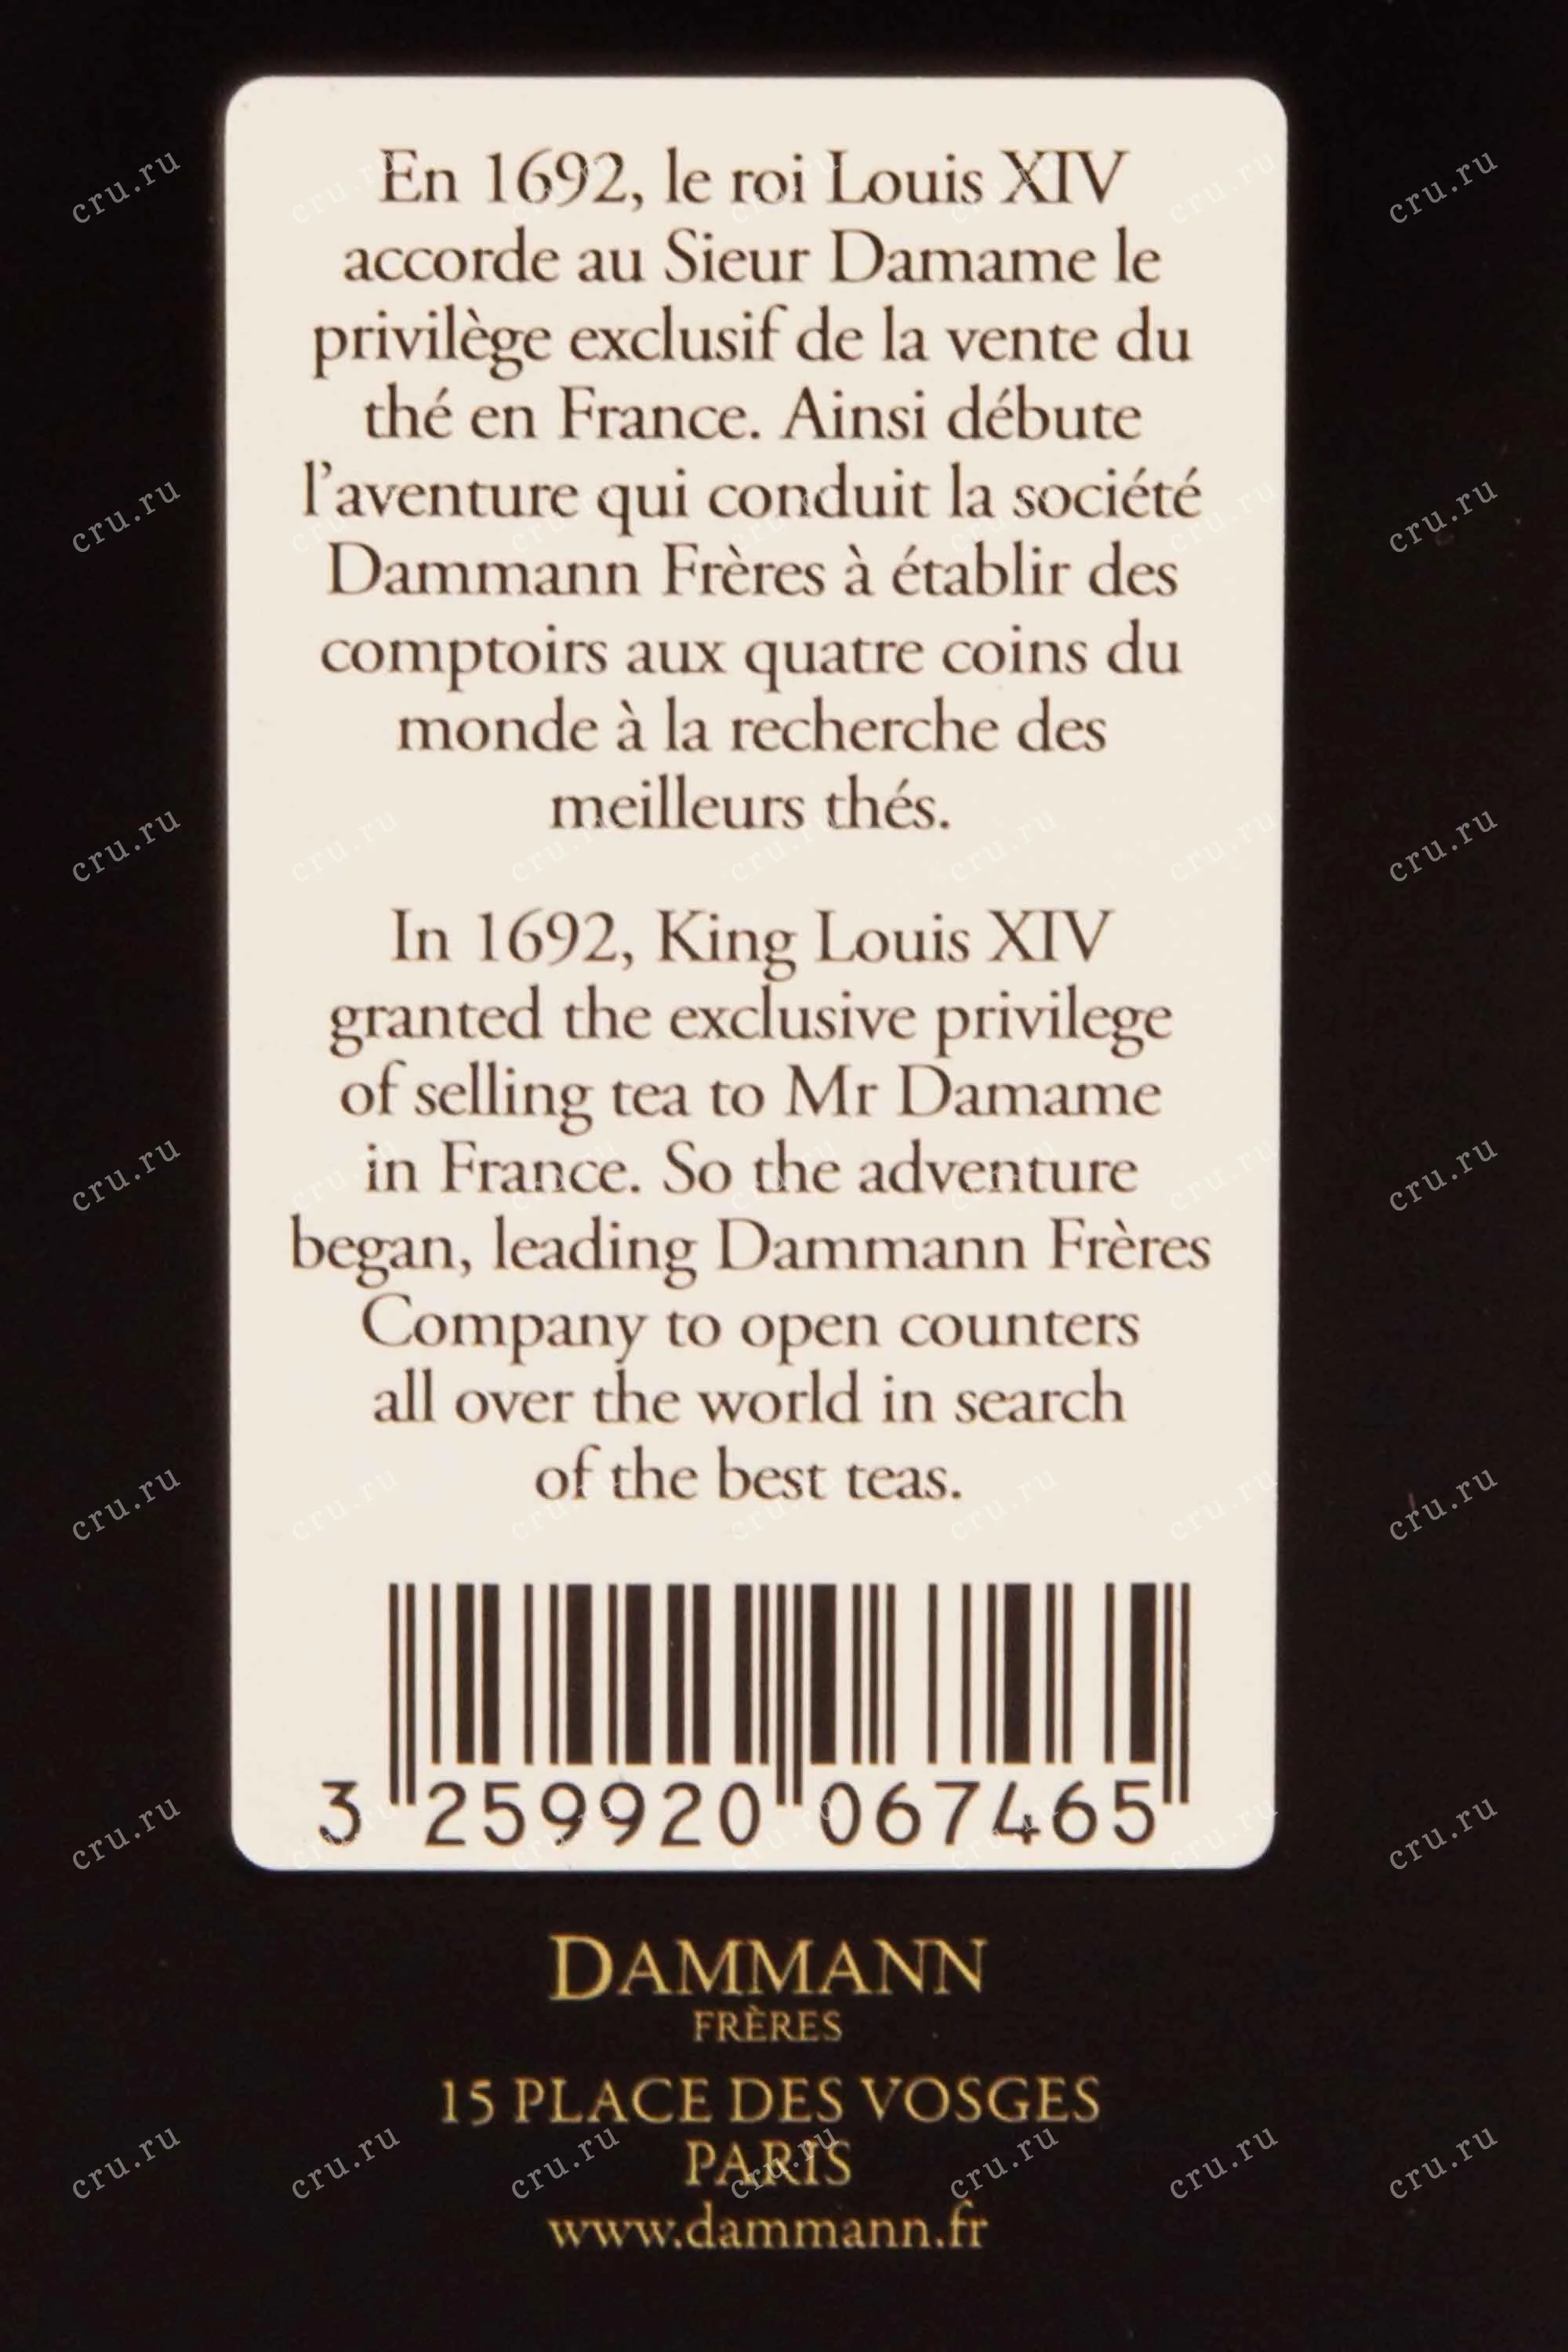 En 1692, le roi Louis XIV
accorde au Sieur Damame le
privilège exclusif de la vente du
thé en France. Ainsi débute
l'aventure qui conduit la société
Dammann Frères à établir des
comptoirs aux quatre coins du
monde à la recherche des
meilleurs thés.
In 1692, King Louis XIV
granted the exclusive privilege
of selling tea to Mr Damame
in France. So the adventure
began, leading Dammann Frères
Company to open counters
all over the world in search
of the best teas.
3 259920 067465
DAMMANN
FRÈRES
15 PLACE DES VOSGES
PARIS
www.dammann.fr
cru.ru